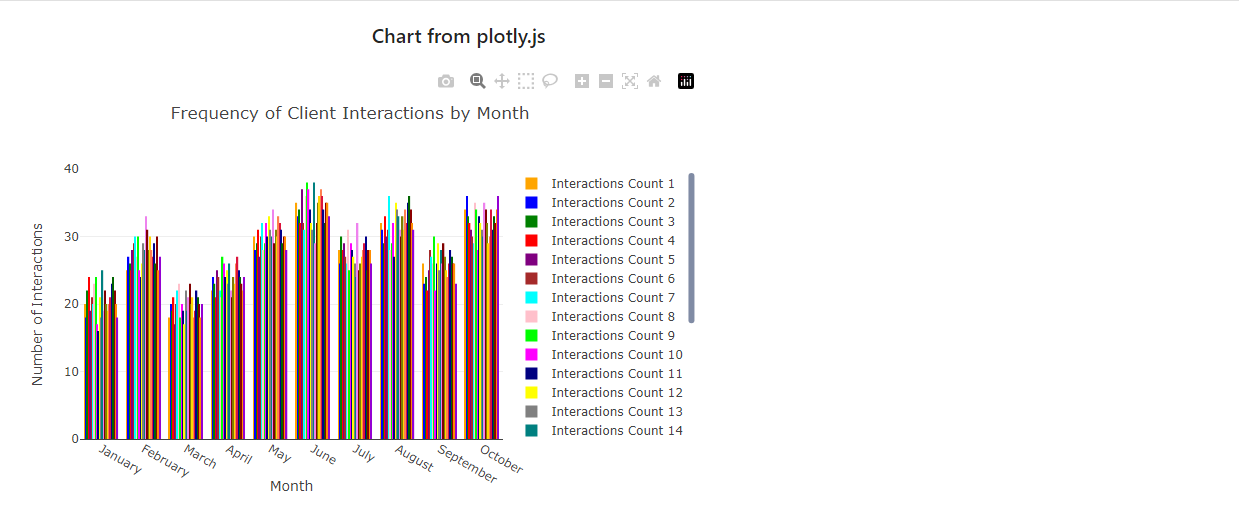 Chart from plotly.js
Frequency of Client Interactions by Month
40
30
20
10
0
Number of Interactions
January
February
March
April
May
June
July
August
September
October
Month
Interactions Count 1
Interactions Count 2
Interactions Count 3
Interactions Count 4
Interactions Count 5
Interactions Count 6
Interactions Count 7
Interactions Count 8
Interactions Count 9
Interactions Count 10
Interactions Count 11
Interactions Count 12
Interactions Count 13
Interactions Count 14